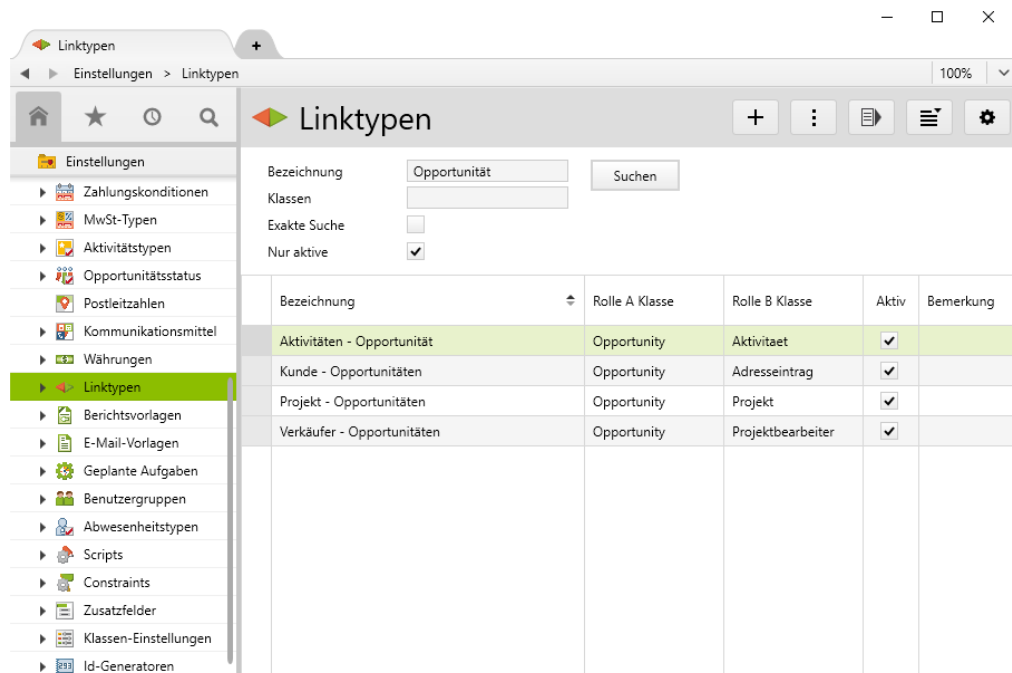 Linktypen
+
Einstellungen > Linktypen
100%
Linktypen
Einstellungen
Zahlungskonditionen
MwSt-Typen
Aktivitätstypen
Opportunitätsstatus
Postleitzahlen
Kommunikationsmittel
Währungen
Linktypen
Berichtsvorlagen
E-Mail-Vorlagen
Geplante Aufgaben
Benutzergruppen
Abwesenheitstypen
Scripts
Constraints
Zusatzfelder
Klassen-Einstellungen
Id-Generatoren
Bezeichnung Opportunität Suchen
Klassen
Exakte Suche
Nur aktive
Bezeichnung Rolle A Klasse Rolle B Klasse Aktiv Bemerkung
Aktivitäten - Opportunität Opportunity Aktivitaet
Kunde - Opportunitäten Opportunity Adresseintrag
Projekt - Opportunitäten Opportunity Projekt
Verkäufer - Opportunitäten Opportunity Projektbearbeiter